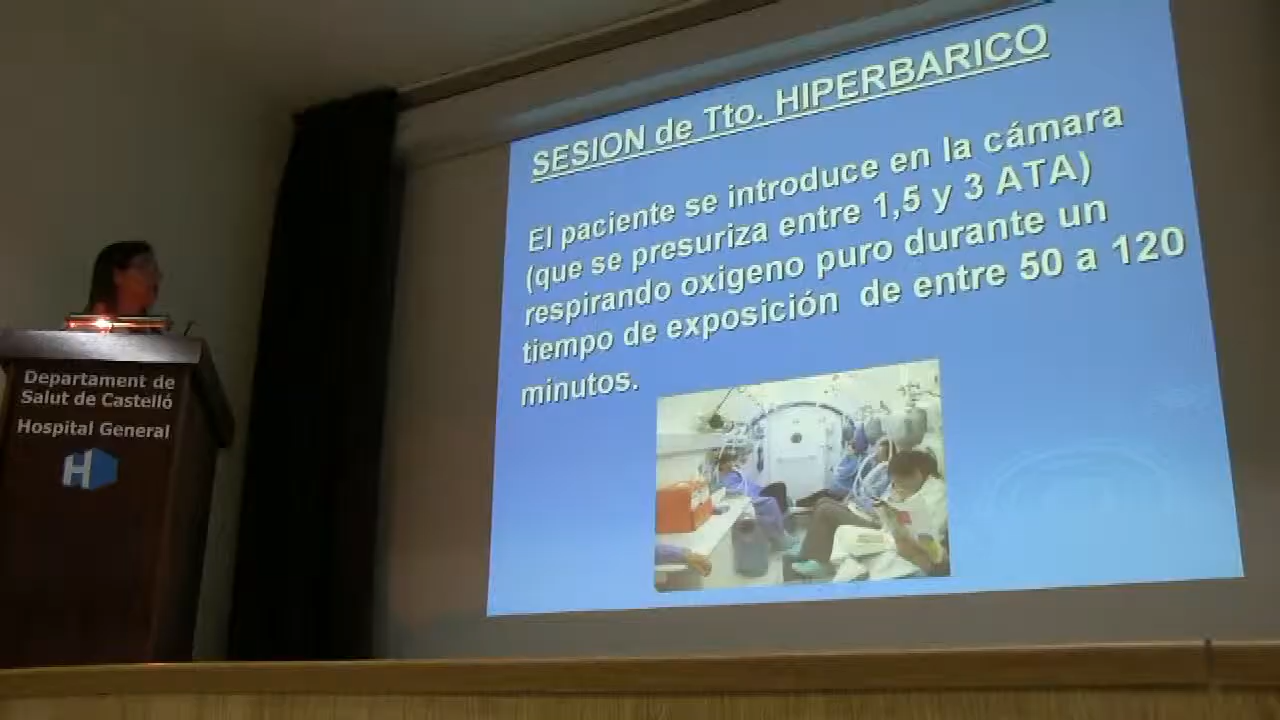 SESION de Tto. HIPERBARICO
El paciente se introduce en la cámara
(que se presuriza entre 1,5 y 3 ATA)
respirando oxigeno puro durante un
tiempo de exposición de entre 50 a 120
minutos.
Departament de
Salut de Castelló
Hospital General
H